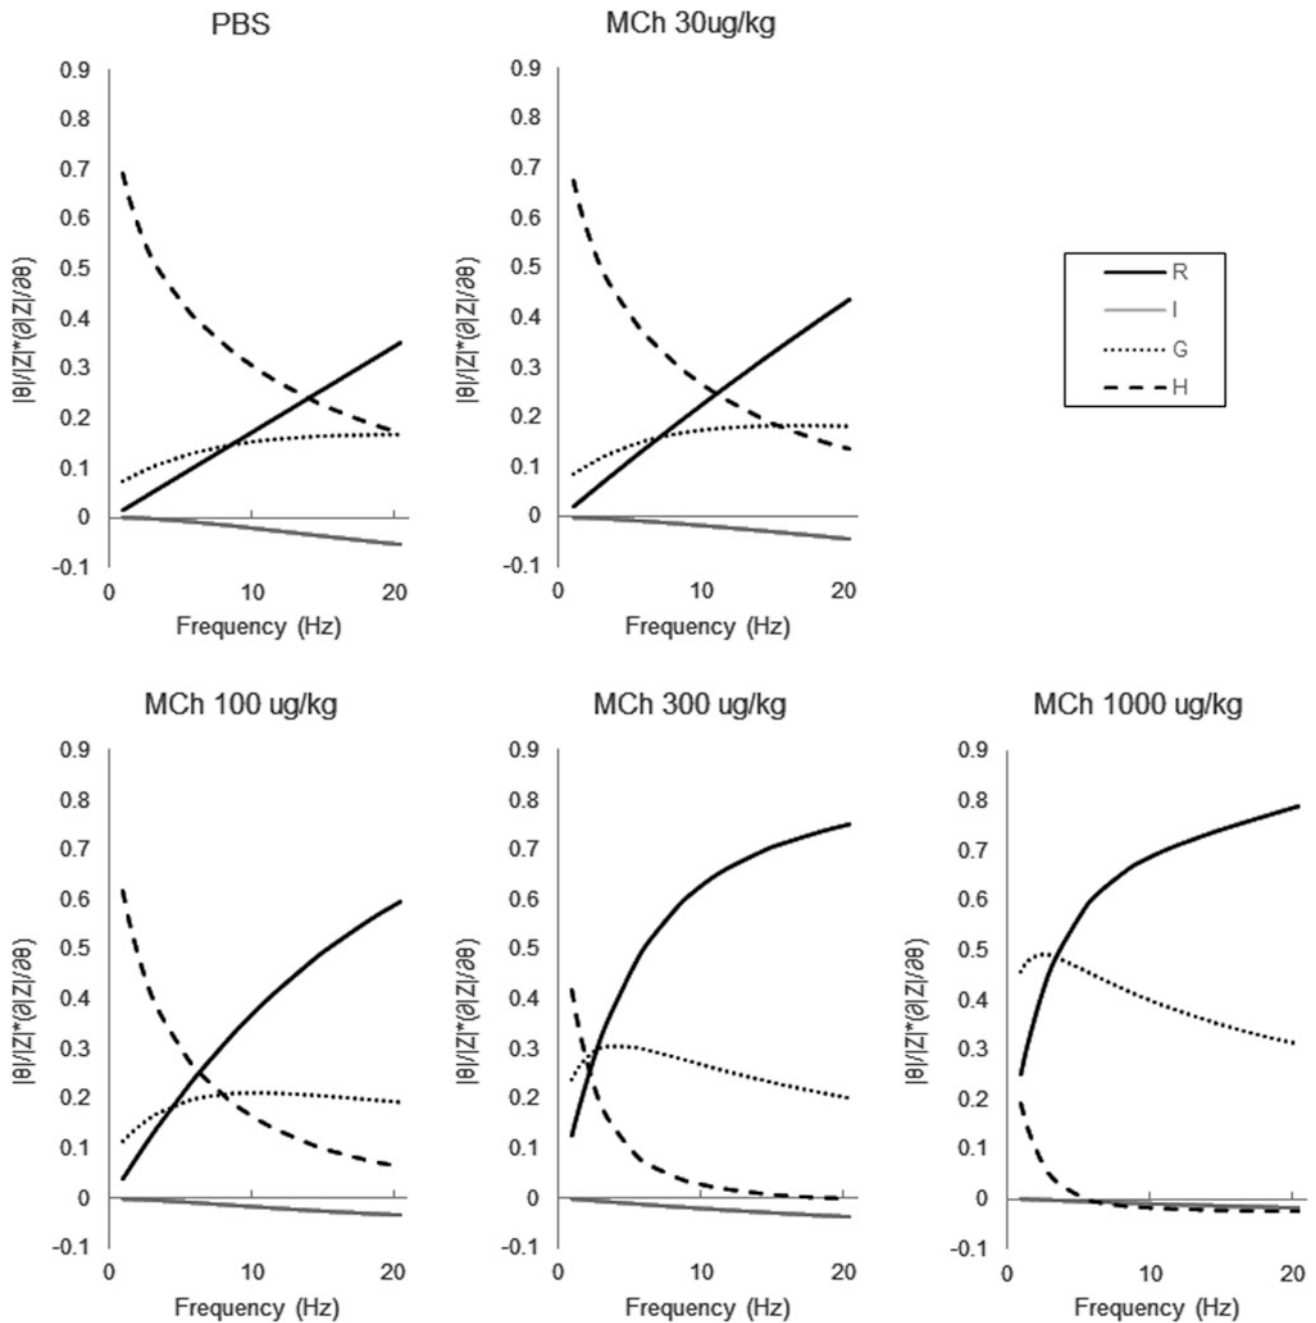 PBS
0.9
0.8
0.7
0.6
0.5
0.4
0.3
0.2
0.1
0
-0.1
|θ|/|Z|*(∂|Z|/∂θ)
0 10 20
Frequency (Hz)
MCh 30ug/kg
0.9
0.8
0.7
0.6
0.5
0.4
0.3
0.2
0.1
0
-0.1
|θ|/|Z|*(∂|Z|/∂θ)
0 10 20
Frequency (Hz)
R
I
G
H
MCh 100 ug/kg
0.9
0.8
0.7
0.6
0.5
0.4
0.3
0.2
0.1
0
-0.1
|θ|/|Z|*(∂|Z|/∂θ)
0 10 20
Frequency (Hz)
MCh 300 ug/kg
0.9
0.8
0.7
0.6
0.5
0.4
0.3
0.2
0.1
0
-0.1
|θ|/|Z|*(∂|Z|/∂θ)
0 10 20
Frequency (Hz)
MCh 1000 ug/kg
0.9
0.8
0.7
0.6
0.5
0.4
0.3
0.2
0.1
0
-0.1
|θ|/|Z|*(∂|Z|/∂θ)
0 10 20
Frequency (Hz)